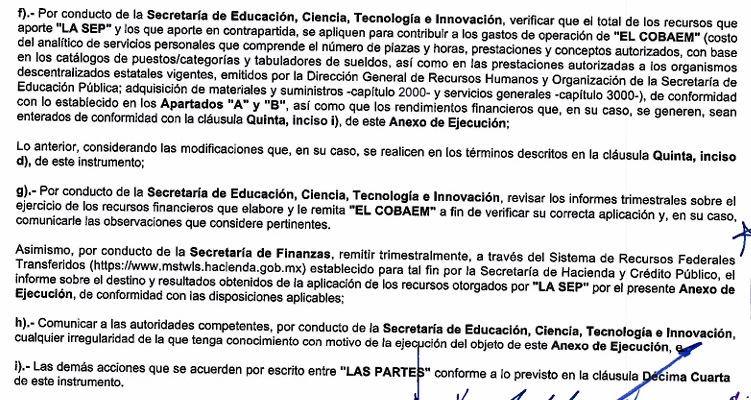 f).- Por conducto de la Secretaría de Educación, Ciencia, Tecnología e Innovación, verificar que el total de los recursos que
aporte "LA SEP" y los que aporte en contrapartida, se apliquen para contribuir a los gastos de operación de "EL COBAEM" (costo
del analítico de servicios personales que comprende el número de plazas y horas, prestaciones y conceptos autorizados, con base
en los catálogos de puestos/categorías y tabuladores de sueldos, así como en las prestaciones autorizadas a los organismos
descentralizados estatales vigentes, emitidos por la Dirección General de Recursos Humanos y Organización de la Secretaría de
Educación Pública; adquisición de materiales y suministros -capítulo 2000- y servicios generales -capítulo 3000-), de conformidad
con lo establecido en los Apartados "A" y "B", así como que los rendimientos financieros que, en su caso, se generen, sean
enterados de conformidad con la cláusula Quinta, inciso i), de este Anexo de Ejecución;
Lo anterior, considerando las modificaciones que, en su caso, se realicen en los términos descritos en la cláusula Quinta, inciso
d), de este instrumento;
g).- Por conducto de la Secretaría de Educación, Ciencia, Tecnología e Innovación, revisar los informes trimestrales sobre el
ejercicio de los recursos financieros que elabore y le remita "EL COBAEM" a fin de verificar su correcta aplicación y, en su caso,
comunicarle las observaciones que considere pertinentes.
Asimismo, por conducto de la Secretaría de Finanzas, remitir trimestralmente, a través del Sistema de Recursos Federales
Transferidos (https://www.mstwls.hacienda.gob.mx) establecido para tal fin por la Secretaría de Hacienda y Crédito Público, el
informe sobre el destino y resultados obtenidos de la aplicación de los recursos otorgados por "LA SEP" por el presente Anexo de
Ejecución, de conformidad con las disposiciones aplicables;
h).- Comunicar a las autoridades competentes, por conducto de la Secretaría de Educación, Ciencia, Tecnología e Innovación,
cualquier irregularidad de la que tenga conocimiento con motivo de la ejecución del objeto de este Anexo de Ejecución, e
i).- Las demás acciones que se acuerden por escrito entre "LAS PARTES" conforme a lo previsto en la cláusula Décima Cuarta
de este instrumento.